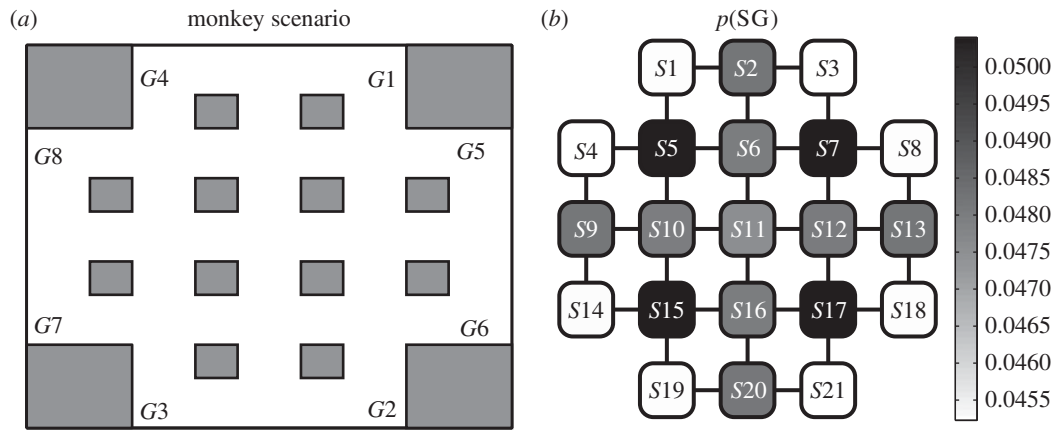 (a) monkey scenario
G4 G1
G8 G5
G7 G6
G3 G2
(b) p(SG)
S1 S2 S3
S4 S5 S6 S7 S8
S9 S10 S11 S12 S13
S14 S15 S16 S17 S18
S19 S20 S21
0.0500
0.0495
0.0490
0.0485
0.0480
0.0475
0.0470
0.0465
0.0460
0.0455